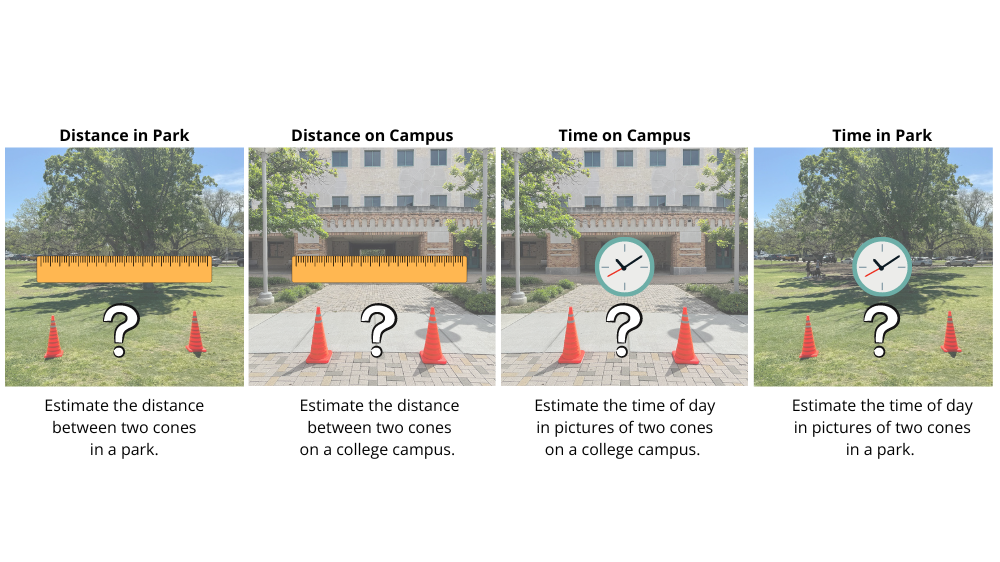 Distance in Park
Estimate the distance
between two cones
in a park.
Distance on Campus
Estimate the distance
between two cones
on a college campus.
Time on Campus
Estimate the time of day
in pictures of two cones
on a college campus.
Time in Park
Estimate the time of day
in pictures of two cones
in a park.
?
?
?
?